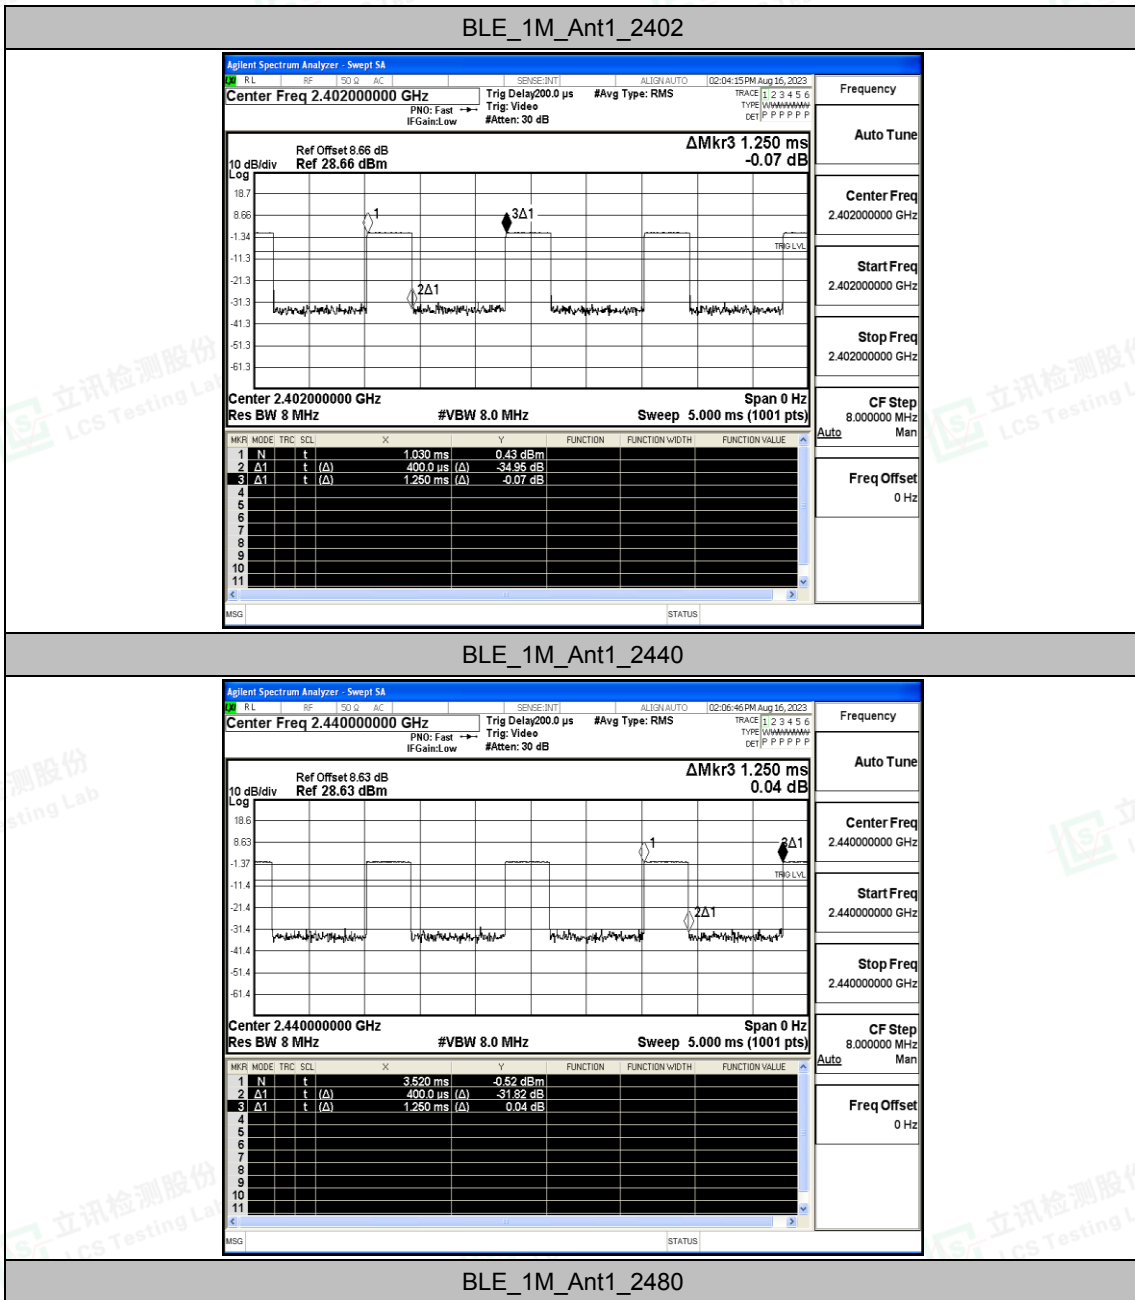 BLE_1M_Ant1_2402
Agilent Spectrum Analyzer - Swept SA
RL RF 50 Ω AC SENSE:INT ALIGN AUTO 02:04:15 PM Aug 16, 2023
Center Freq 2.402000000 GHz Trig Delay200.0 µs #Avg Type: RMS TRACE 1 2 3 4 5 6
PNO: Fast Trig: Video TYPE
IFGain:Low #Atten: 30 dB DET P P P P P P
Frequency
Auto Tune
Center Freq
2.402000000 GHz
Start Freq
2.402000000 GHz
Stop Freq
2.402000000 GHz
CF Step
8.000000 MHz
Auto Man
Freq Offset
0 Hz
ΔMkr3 1.250 ms
-0.07 dB
Ref Offset 8.66 dB
10 dB/div Ref 28.66 dBm
Log
18.7
8.66
-1.34
-11.3
-21.3
-31.3
-41.3
-51.3
-61.3
1
3Δ1
2Δ1
TRIG LVL
Center 2.402000000 GHz Span 0 Hz
Res BW 8 MHz #VBW 8.0 MHz Sweep 5.000 ms (1001 pts)
MKR MODE TRC SCL X Y FUNCTION FUNCTION WIDTH FUNCTION VALUE
1 N t 1.030 ms 0.43 dBm
2 Δ1 t (Δ) 400.0 µs (Δ) -34.95 dB
3 Δ1 t (Δ) 1.250 ms (Δ) -0.07 dB
4
5
6
7
8
9
10
11
MSG STATUS
BLE_1M_Ant1_2440
Agilent Spectrum Analyzer - Swept SA
RL RF 50 Ω AC SENSE:INT ALIGN AUTO 02:06:46 PM Aug 16, 2023
Center Freq 2.440000000 GHz Trig Delay200.0 µs #Avg Type: RMS TRACE 1 2 3 4 5 6
PNO: Fast Trig: Video TYPE
IFGain:Low #Atten: 30 dB DET P P P P P P
Frequency
Auto Tune
Center Freq
2.440000000 GHz
Start Freq
2.440000000 GHz
Stop Freq
2.440000000 GHz
CF Step
8.000000 MHz
Auto Man
Freq Offset
0 Hz
ΔMkr3 1.250 ms
0.04 dB
Ref Offset 8.63 dB
10 dB/div Ref 28.63 dBm
Log
18.6
8.63
-1.37
-11.4
-21.4
-31.4
-41.4
-51.4
-61.4
1
3Δ1
2Δ1
TRIG LVL
Center 2.440000000 GHz Span 0 Hz
Res BW 8 MHz #VBW 8.0 MHz Sweep 5.000 ms (1001 pts)
MKR MODE TRC SCL X Y FUNCTION FUNCTION WIDTH FUNCTION VALUE
1 N t 3.520 ms -0.52 dBm
2 Δ1 t (Δ) 400.0 µs (Δ) -31.82 dB
3 Δ1 t (Δ) 1.250 ms (Δ) 0.04 dB
4
5
6
7
8
9
10
11
MSG STATUS
BLE_1M_Ant1_2480
立讯检测股份
LCS Testing Lab